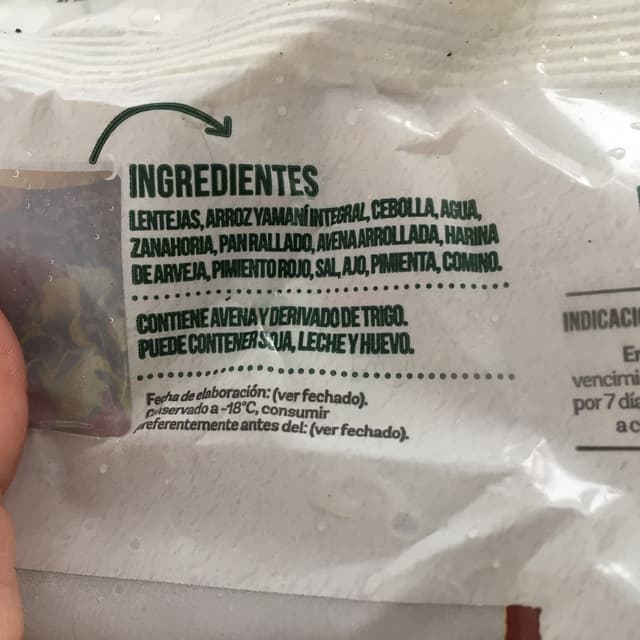 INGREDIENTES
LENTEJAS, ARROZ YAMANÍ INTEGRAL, CEBOLLA, AGUA,
ZANAHORIA, PAN RALLADO, AVENA ARROLLADA, HARINA
DE ARVEJA, PIMIENTO ROJO, SAL, AJO, PIMIENTA, COMINO.
CONTIENE AVENA Y DERIVADO DE TRIGO.
PUEDE CONTENER SOJA, LECHE Y HUEVO.
Fecha de elaboración: (ver fechado).
Conservado a -18°C, consumir
preferentemente antes del: (ver fechado).
INDICACIO
En
vencimi
por 7 día
a c